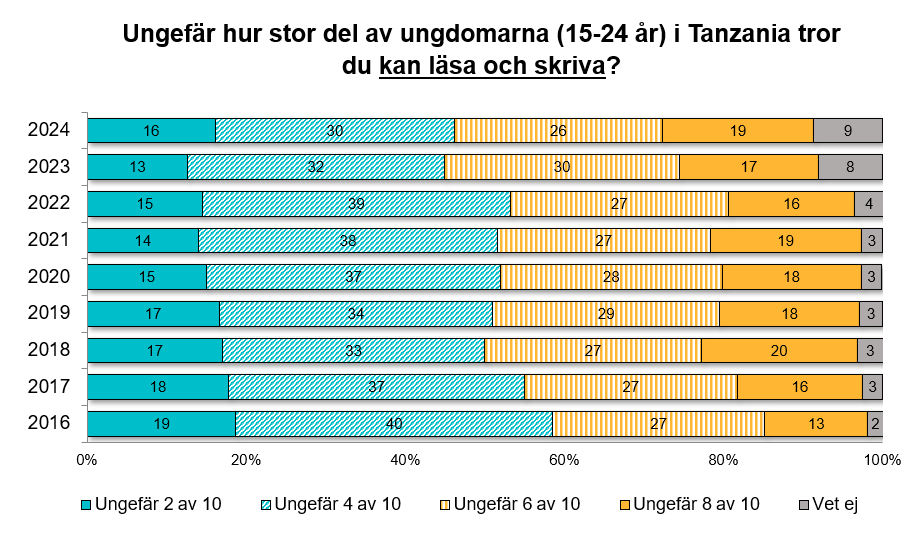 Ungefär hur stor del av ungdomarna (15-24 år) i Tanzania tror
du kan läsa och skriva?
2024 16 30 26 19 9
2023 13 32 30 17 8
2022 15 39 27 16 4
2021 14 38 27 19 3
2020 15 37 28 18 3
2019 17 34 29 18 3
2018 17 33 27 20 3
2017 18 37 27 16 3
2016 19 40 27 13 2
0% 20% 40% 60% 80% 100%
Ungefär 2 av 10 Ungefär 4 av 10 Ungefär 6 av 10 Ungefär 8 av 10 Vet ej